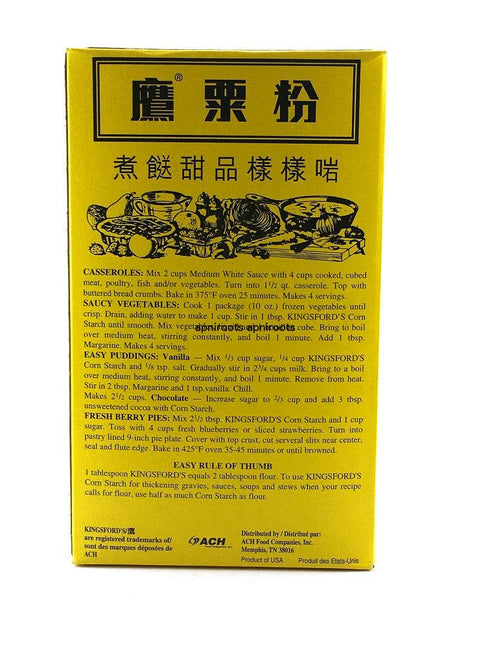 鷹®粟粉
煮餸甜品樣樣啱
CASSEROLES: Mix 2 cups Medium White Sauce with 4 cups cooked, cubed
meat, poultry, fish and/or vegetables. Turn into 1½ qt. casserole. Top with
buttered bread crumbs. Bake in 375°F oven 25 minutes. Makes 4 servings.
SAUCY VEGETABLES: Cook 1 package (10 oz.) frozen vegetables until
crisp. Drain, adding water to make 1 cup. Stir in 1 tbsp. KINGSFORD'S Corn
Starch until smooth. Mix cube. Bring to boil
over medium heat, stirring constantly, and boil 1 minute. Add 1 tbsp.
Margarine. Makes 4 servings.
EASY PUDDINGS: Vanilla — Mix ⅓ cup sugar, ¼ cup KINGSFORD'S
Corn Starch and ⅛ tsp. salt. Gradually stir in 2¾ cups milk. Bring to a boil
over medium heat, stirring constantly, and boil 1 minute. Remove from heat.
Stir in 2 tbsp. Margarine and 1 tsp.vanilla. Chill.
Makes 2½ cups. Chocolate — Increase sugar to ⅔ cup and add 3 tbsp.
unsweetened cocoa with Corn Starch.
FRESH BERRY PIES: Mix 2½ tbsp. KINGSFORD'S Corn Starch and 1 cup
sugar. Toss with 4 cups fresh blueberries or sliced strawberries. Turn into
pastry lined 9-inch pie plate. Cover with top crust, cut serveral slits near center,
seal and flute edge. Bake in 425°F oven 35-45 minutes or until browned.
EASY RULE OF THUMB
1 tablespoon KINGSFORD'S equals 2 tablespoon flour. To use KINGSFORD'S
Corn Starch for thickening gravies, sauces, soups and stews when your recipe
calls for flour, use half as much Corn Starch as flour.
KINGSFORD'S/鷹
are registered trademarks of/
sont des marques déposées de
ACH
ACH
Distributed by / Distribué par:
ACH Food Companies, Inc.
Memphis, TN 38016
Product of USA Produit des Etats-Unis